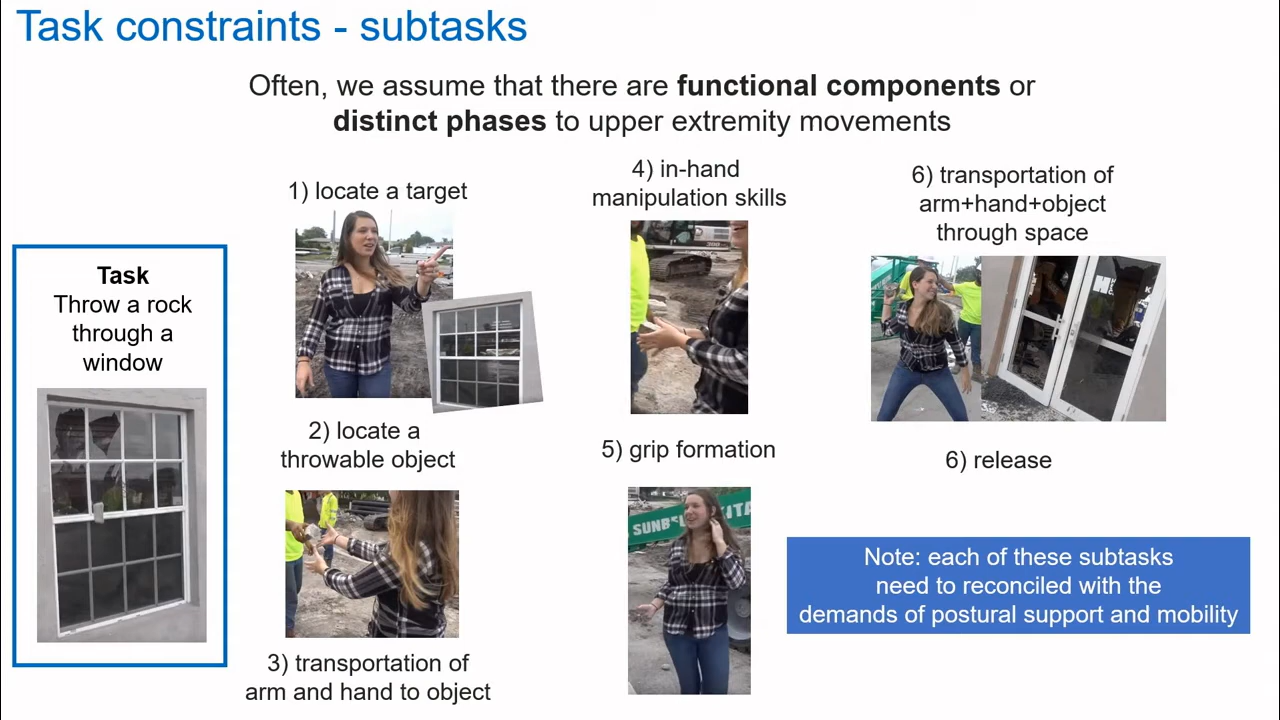 Task constraints - subtasks
Often, we assume that there are functional components or
distinct phases to upper extremity movements
Task
Throw a rock
through a
window
1) locate a target
2) locate a
throwable object
3) transportation of
arm and hand to object
4) in-hand
manipulation skills
5) grip formation
SUNBEL
TA
6) transportation of
arm+hand+object
through space
H
K
6) release
Note: each of these subtasks
need to reconciled with the
demands of postural support and mobility